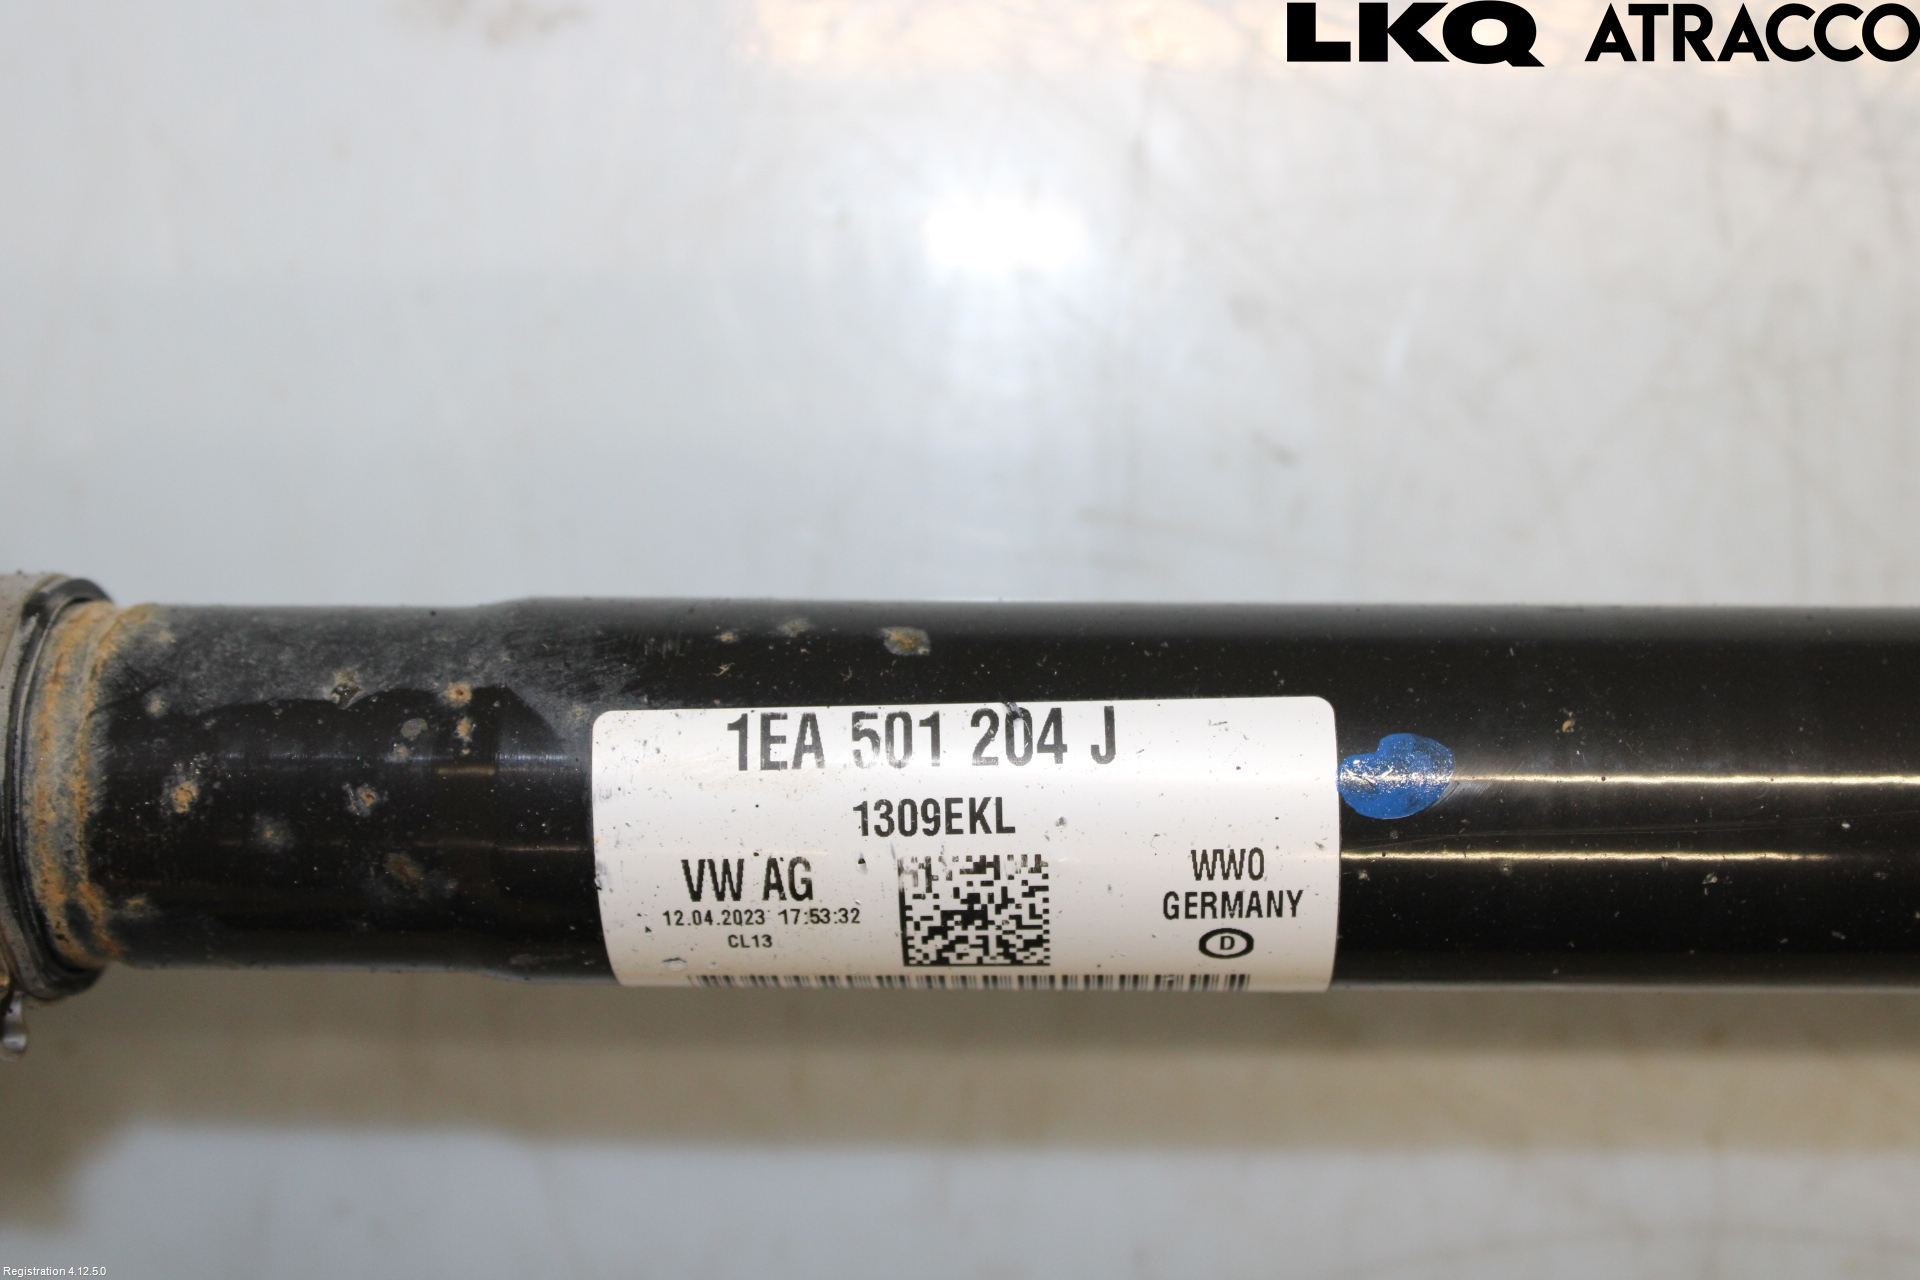 LKQ ATRACCO
1EA 501 204 J
1309EKL
VW AG
12.04.2023 17:53:32
CL13
WWO
GERMANY
D
Registration 4.12.5.0